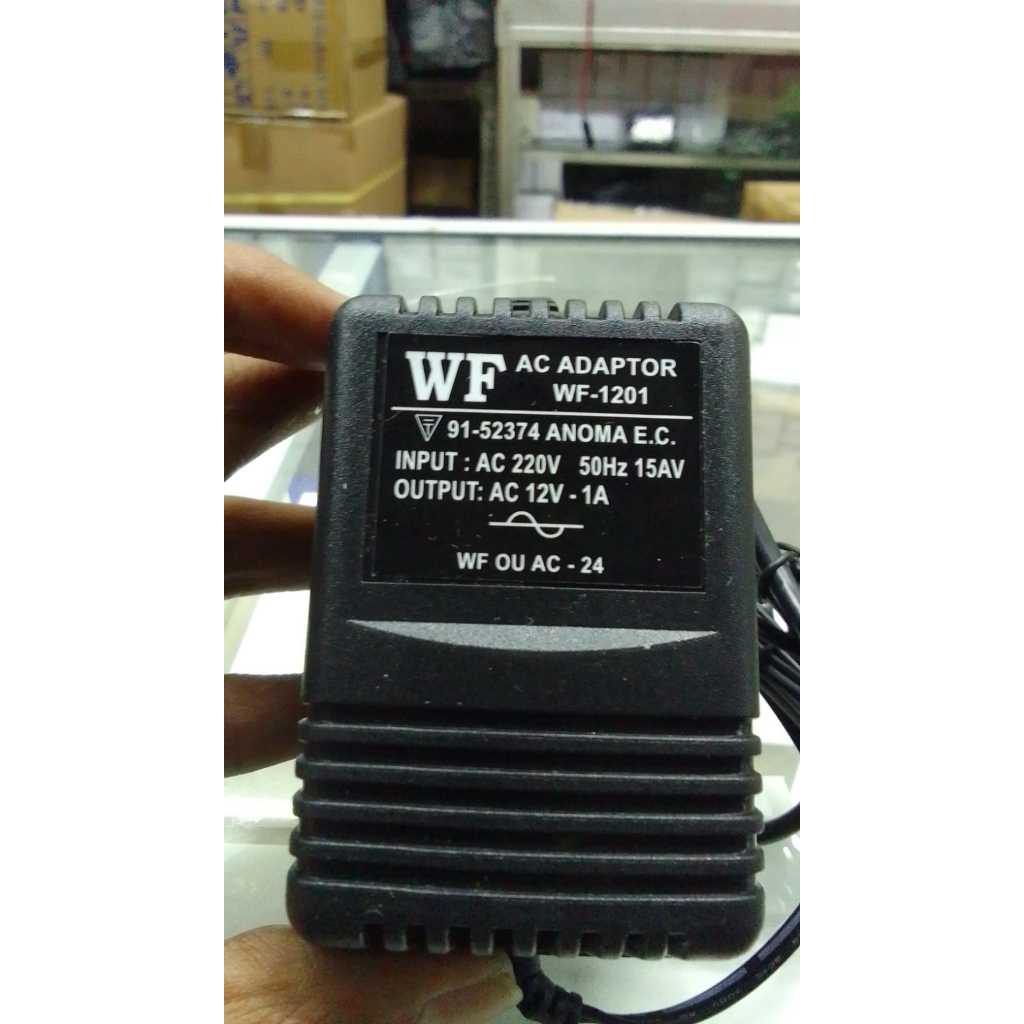 WF AC ADAPTOR
WF-1201
91-52374 ANOMA E.C.
INPUT : AC 220V 50Hz 15AV
OUTPUT: AC 12V - 1A
WF OU AC - 24